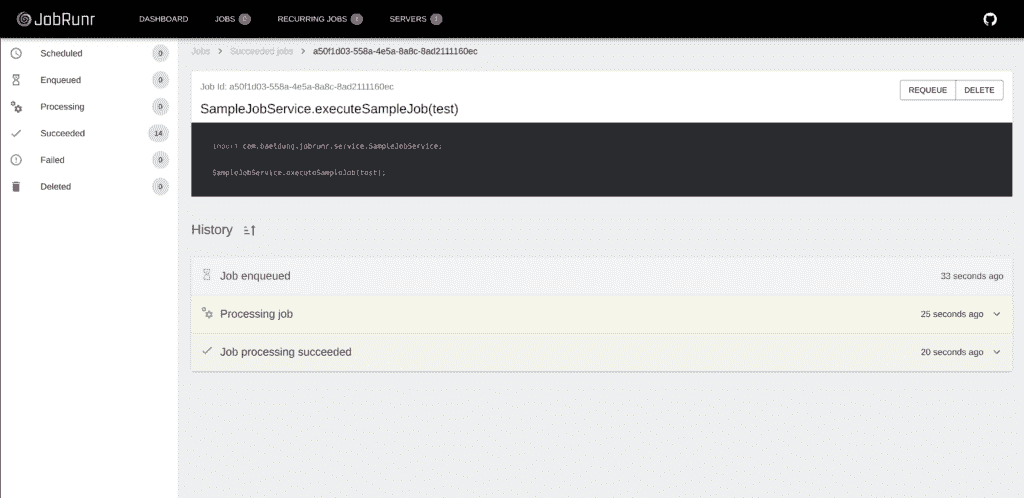 JobRunr
DASHBOARD JOBS 0 RECURRING JOBS 1 SERVERS 1
Jobs > Succeeded jobs > a50f1d03-558a-4e5a-8a8c-8ad2111160ec
Scheduled 0
Enqueued 0
Processing 0
Succeeded 14
Failed 0
Deleted 0
Job Id: a50f1d03-558a-4e5a-8a8c-8ad2111160ec
REQUEUE DELETE
SampleJobService.executeSampleJob(test)
import com.baeldung.jobrunr.service.SampleJobService;
SampleJobService.executeSampleJob(test);
History
Job enqueued 33 seconds ago
Processing job 25 seconds ago
Job processing succeeded 20 seconds ago